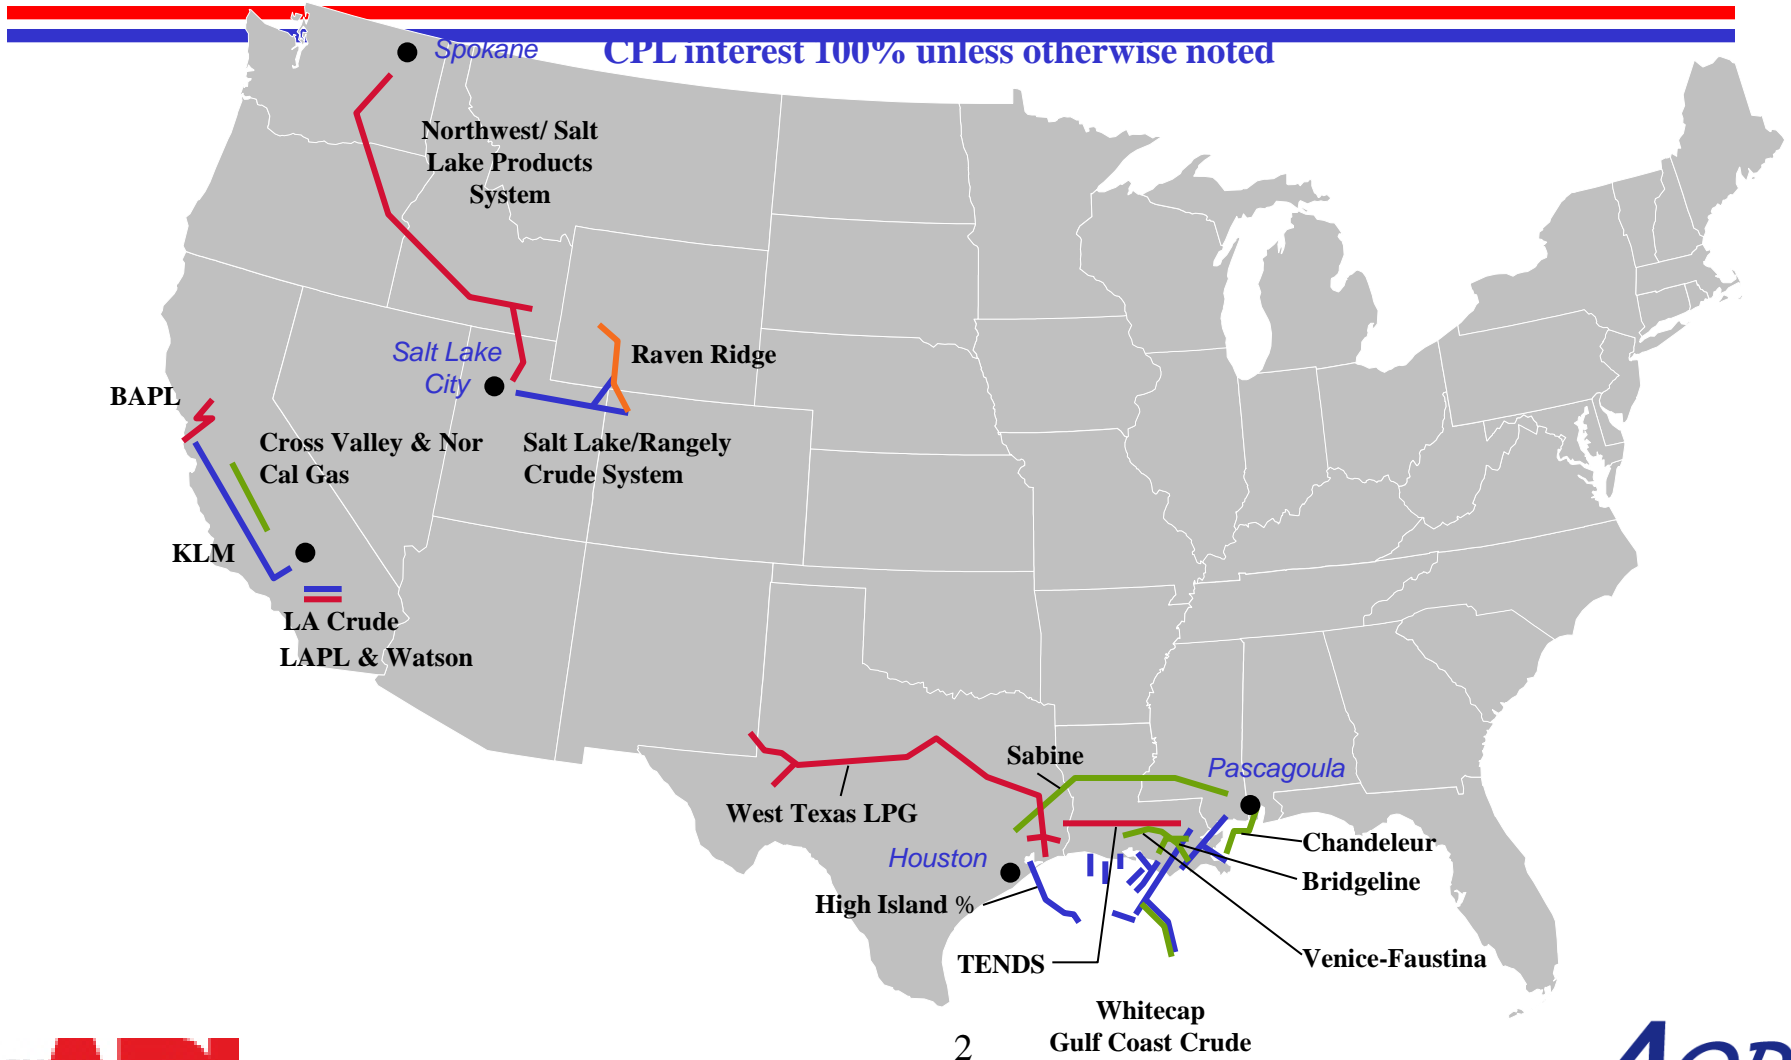 CPL interest 100% unless otherwise noted
Spokane
Northwest/ Salt
Lake Products
System
Salt Lake
City
Raven Ridge
BAPL
Cross Valley & Nor
Cal Gas
Salt Lake/Rangely
Crude System
KLM
LA Crude
LAPL & Watson
Sabine
Pascagoula
West Texas LPG
Houston
Chandeleur
Bridgeline
High Island %
TENDS
Venice-Faustina
Whitecap
Gulf Coast Crude
2